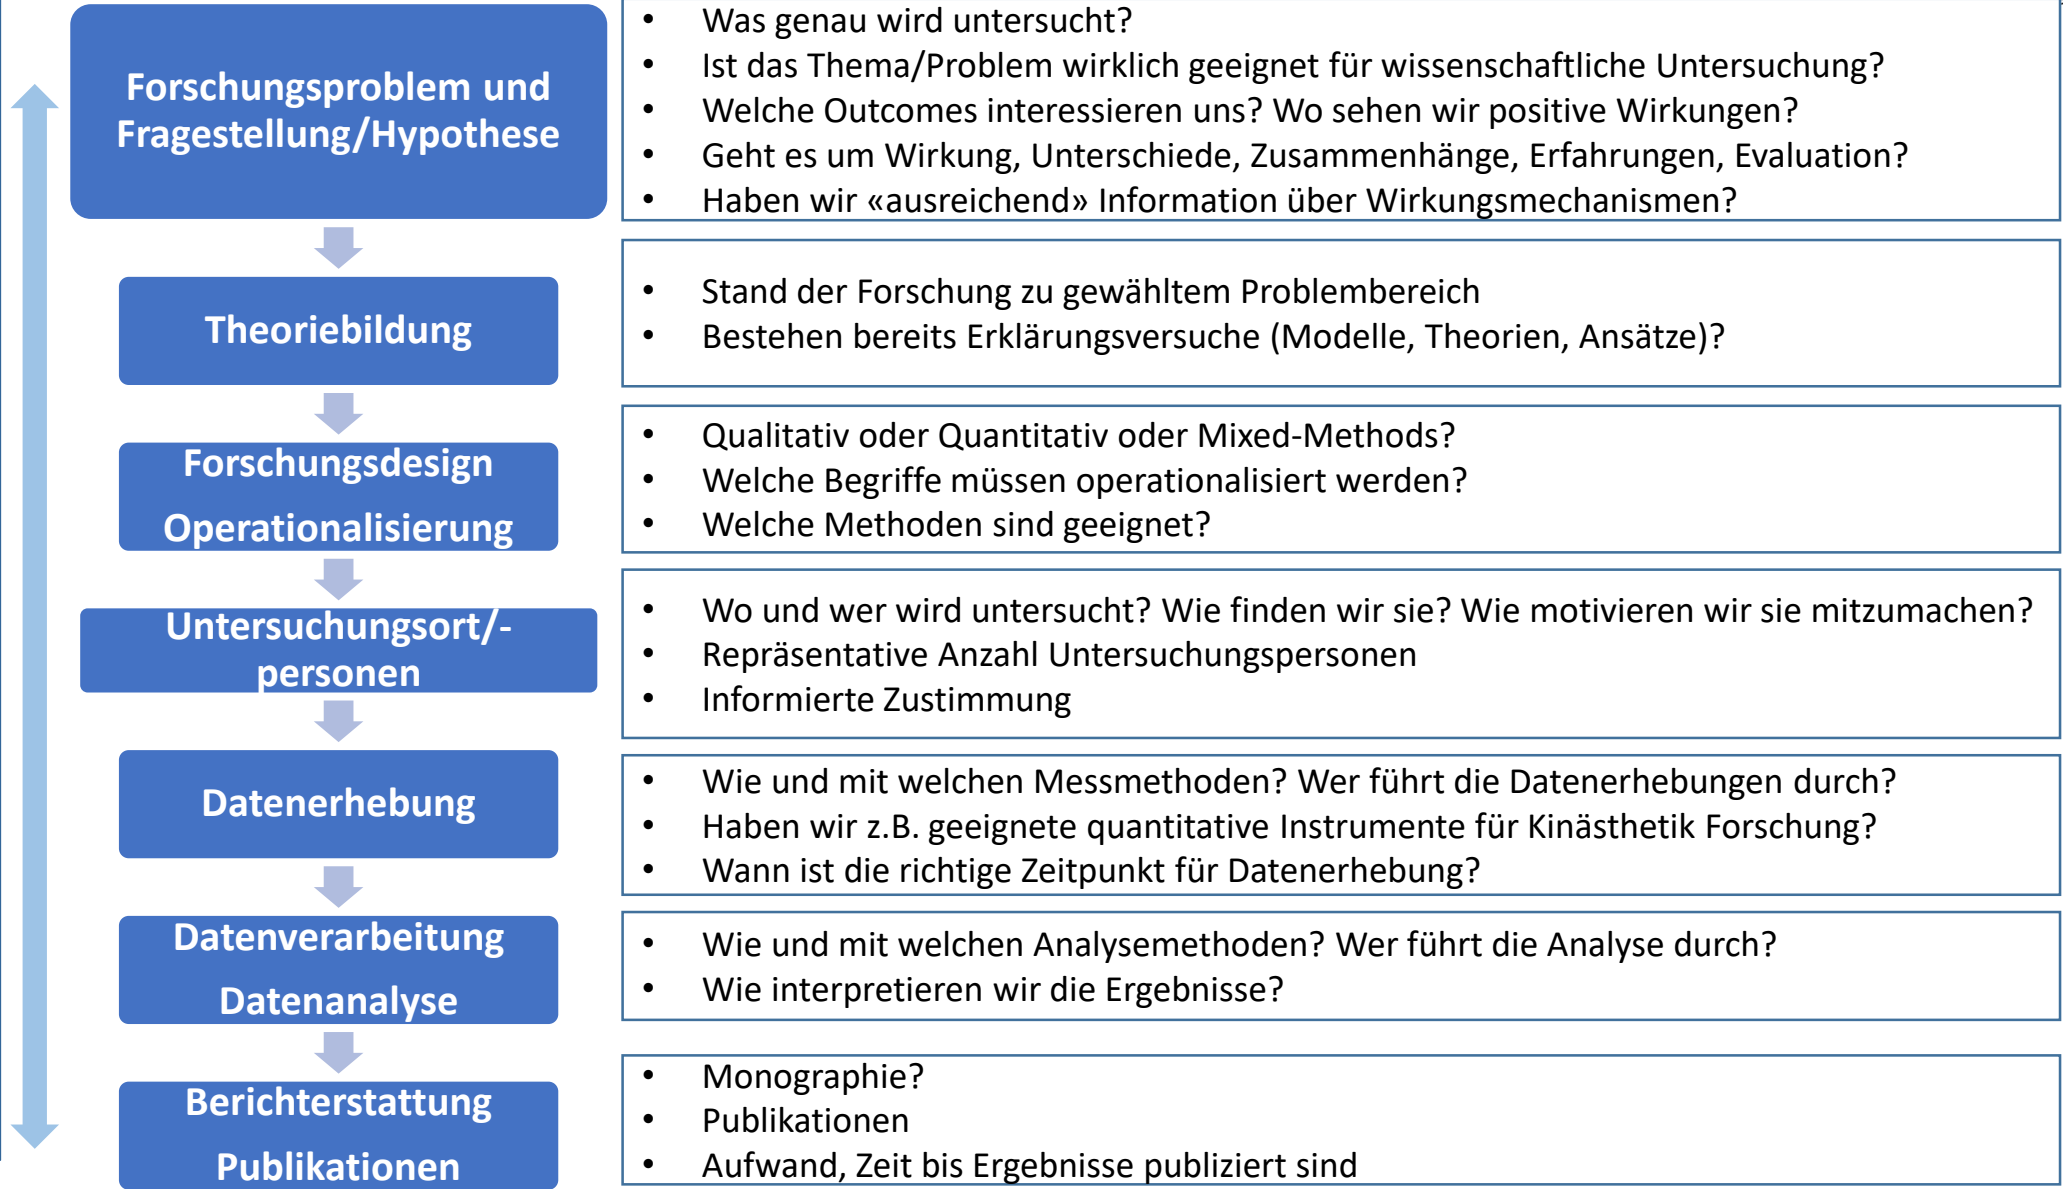 Forschungsproblem und
Fragestellung/Hypothese
• Was genau wird untersucht?
• Ist das Thema/Problem wirklich geeignet für wissenschaftliche Untersuchung?
• Welche Outcomes interessieren uns? Wo sehen wir positive Wirkungen?
• Geht es um Wirkung, Unterschiede, Zusammenhänge, Erfahrungen, Evaluation?
• Haben wir «ausreichend» Information über Wirkungsmechanismen?
Theoriebildung
• Stand der Forschung zu gewähltem Problembereich
• Bestehen bereits Erklärungsversuche (Modelle, Theorien, Ansätze)?
Forschungsdesign
Operationalisierung
• Qualitativ oder Quantitativ oder Mixed-Methods?
• Welche Begriffe müssen operationalisiert werden?
• Welche Methoden sind geeignet?
Untersuchungsort/-
personen
• Wo und wer wird untersucht? Wie finden wir sie? Wie motivieren wir sie mitzumachen?
• Repräsentative Anzahl Untersuchungspersonen
• Informierte Zustimmung
Datenerhebung
• Wie und mit welchen Messmethoden? Wer führt die Datenerhebungen durch?
• Haben wir z.B. geeignete quantitative Instrumente für Kinästhetik Forschung?
• Wann ist die richtige Zeitpunkt für Datenerhebung?
Datenverarbeitung
Datenanalyse
• Wie und mit welchen Analysemethoden? Wer führt die Analyse durch?
• Wie interpretieren wir die Ergebnisse?
Berichterstattung
Publikationen
• Monographie?
• Publikationen
• Aufwand, Zeit bis Ergebnisse publiziert sind